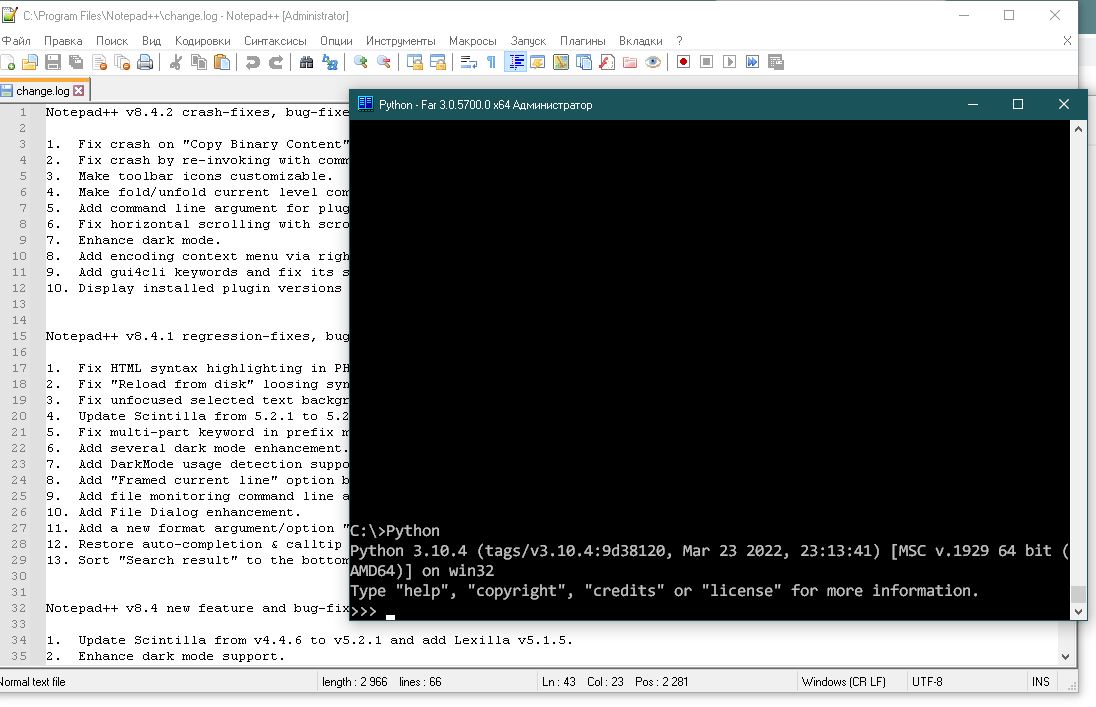 C:\Program Files\Notepad++\change.log - Notepad++ [Administrator]
Файл Правка Поиск Вид Кодировки Синтаксисы Опции Инструменты Макросы Запуск Плагины Вкладки ? X
change.log
1 Notepad++ v8.4.2 crash-fixes, bug-fixe
2
3 1. Fix crash on "Copy Binary Content"
4 2. Fix crash by re-invoking with comm
5 3. Make toolbar icons customizable.
6 4. Make fold/unfold current level com
7 5. Add command line argument for plug
8 6. Fix horizontal scrolling with scro
9 7. Enhance dark mode.
10 8. Add encoding context menu via righ
11 9. Add gui4cli keywords and fix its s
12 10. Display installed plugin versions
13
14
15 Notepad++ v8.4.1 regression-fixes, bug
16
17 1. Fix HTML syntax highlighting in PH
18 2. Fix "Reload from disk" loosing syn
19 3. Fix unfocused selected text backgr
20 4. Update Scintilla from 5.2.1 to 5.2
21 5. Fix multi-part keyword in prefix m
22 6. Add several dark mode enhancement.
23 7. Add DarkMode usage detection suppo
24 8. Add "Framed current line" option b
25 9. Add file monitoring command line a
26 10. Add File Dialog enhancement.
27 11. Add a new format argument/option "
28 12. Restore auto-completion & calltip
29 13. Sort "Search result" to the bottom
30
31
32 Notepad++ v8.4 new feature and bug-fix
33
34 1. Update Scintilla from v4.4.6 to v5.2.1 and add Lexilla v5.1.5.
35 2. Enhance dark mode support.
Python - Far 3.0.5700.0 x64 Администратор
C:\>Python
Python 3.10.4 (tags/v3.10.4:9d38120, Mar 23 2022, 23:13:41) [MSC v.1929 64 bit (
AMD64)] on win32
Type "help", "copyright", "credits" or "license" for more information.
>>> _
Normal text file length : 2 966 lines : 66 Ln : 43 Col : 23 Pos : 2 281 Windows (CR LF) UTF-8 INS